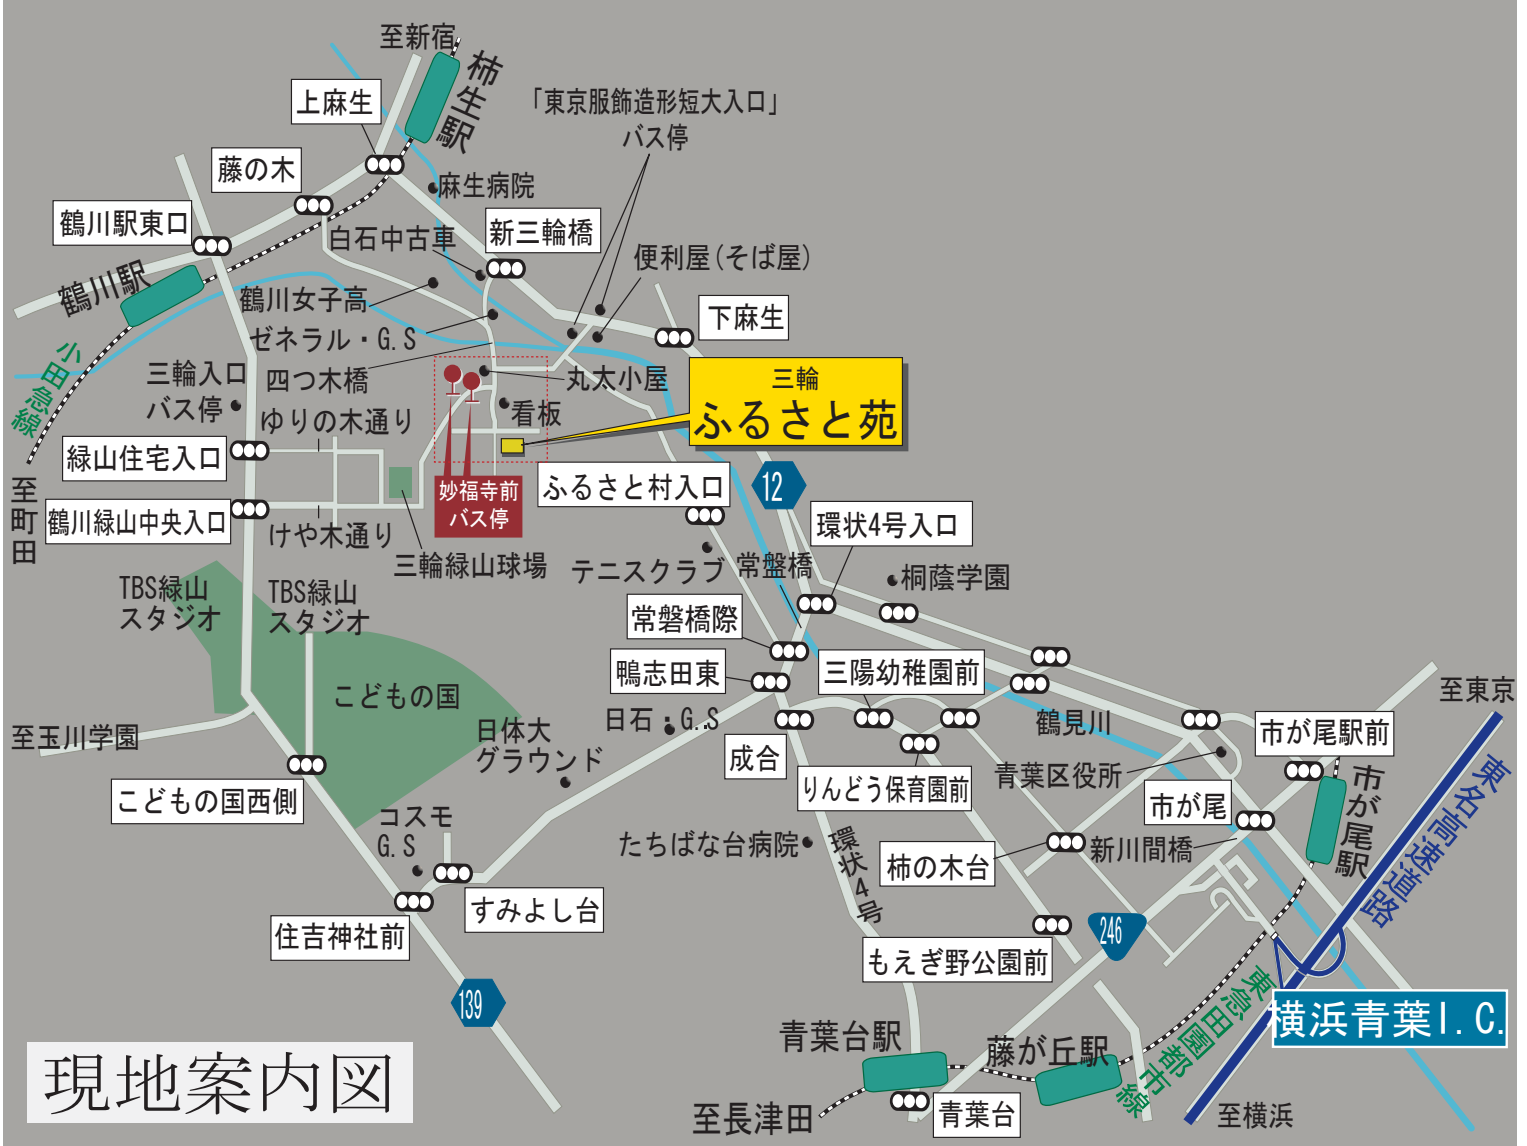 至新宿
柿生駅
上麻生
「東京服飾造形短大入口」
バス停
藤の木
麻生病院
鶴川駅東口
白石中古車
新三輪橋
便利屋(そば屋)
鶴川駅
鶴川女子高
下麻生
ゼネラル・G.S
小田急線
三輪入口
バス停
四つ木橋
丸太小屋
三輪
ふるさと苑
ゆりの木通り
看板
緑山住宅入口
至町田
妙福寺前
バス停
ふるさと村入口
12
鶴川緑山中央入口
けや木通り
環状4号入口
三輪緑山球場
テニスクラブ
常盤橋
桐蔭学園
TBS緑山
スタジオ
TBS緑山
スタジオ
常磐橋際
鴨志田東
三陽幼稚園前
こどもの国
至玉川学園
日体大
グラウンド
日石・G.S
鶴見川
至東京
市が尾駅前
成合
青葉区役所
こどもの国西側
りんどう保育園前
市が尾
市が尾駅
東名高速道路
コスモ
G.S
たちばな台病院
環状4号
柿の木台
新川間橋
すみよし台
住吉神社前
もえぎ野公園前
246
139
横浜青葉I.C.
東急田園都市線
青葉台駅
藤が丘駅
現地案内図
至長津田
青葉台
至横浜